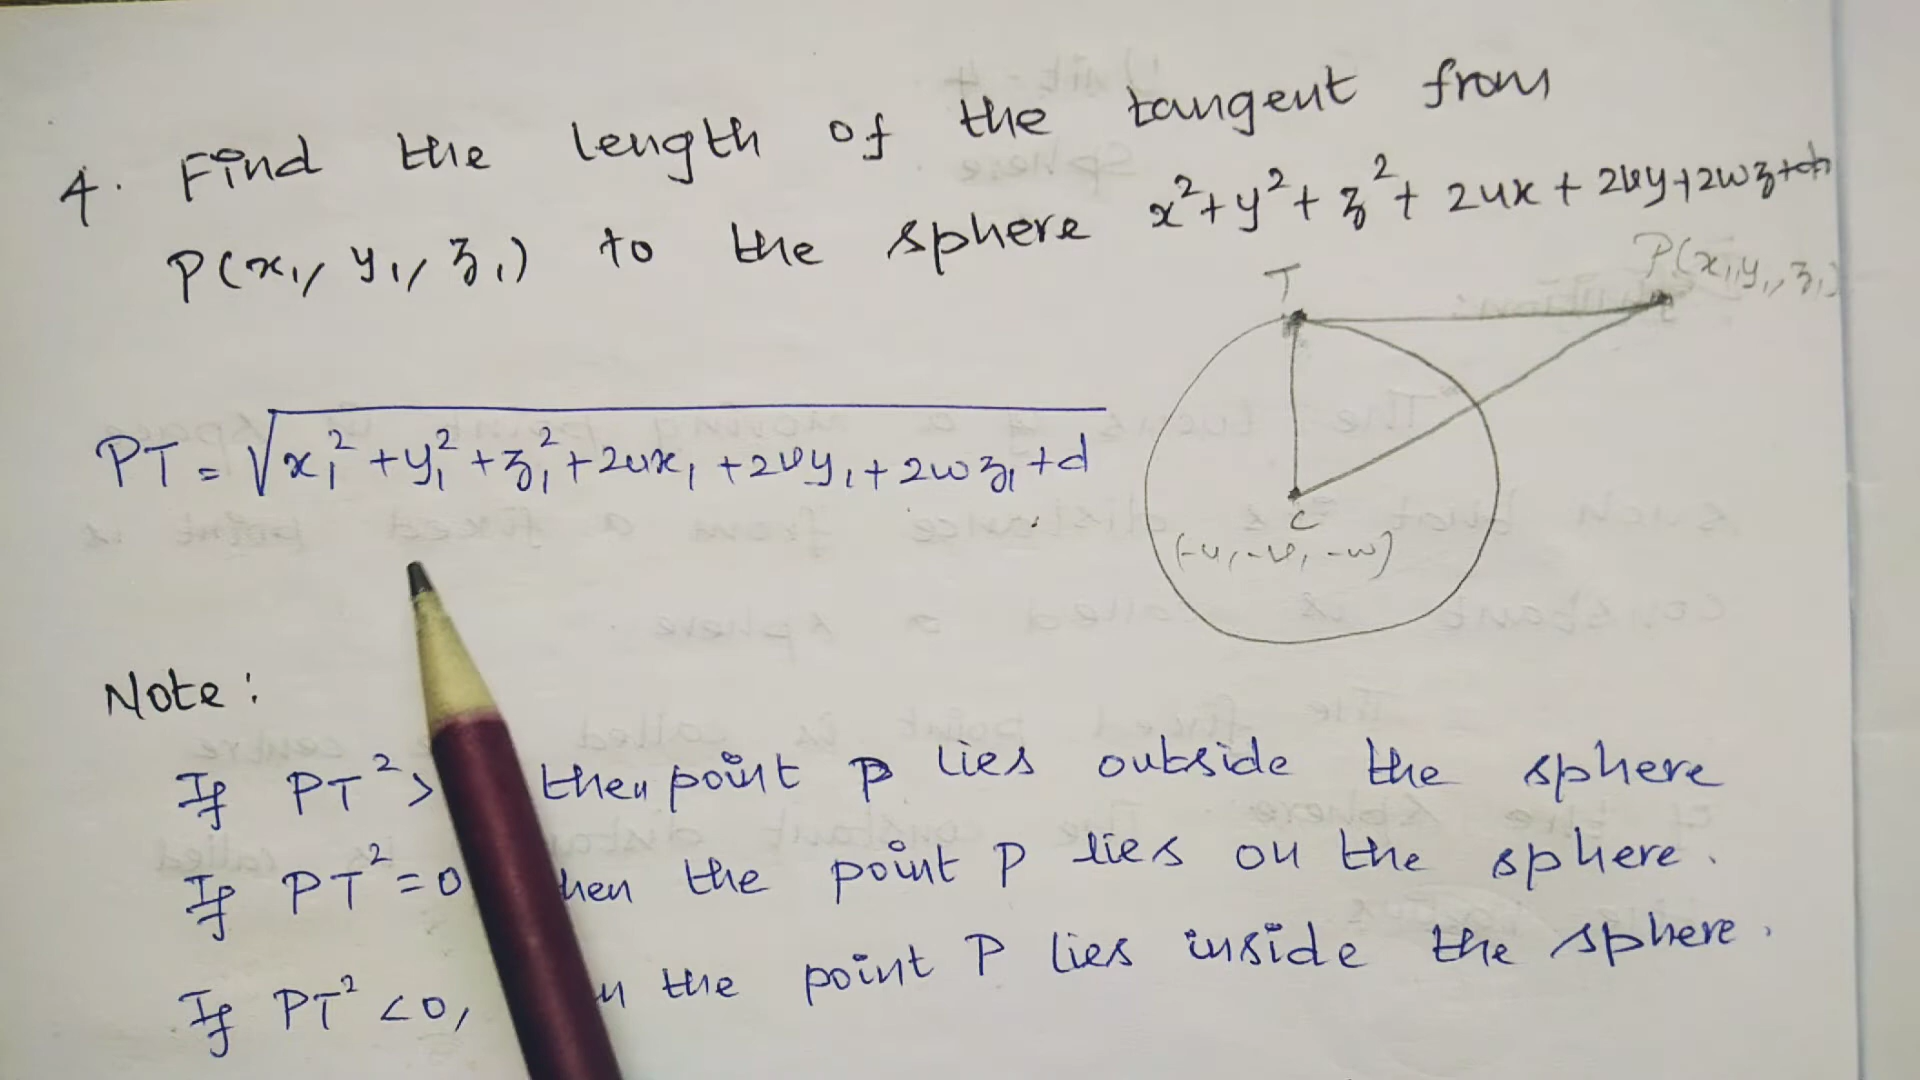 4. Find the length of the tangent from
P(x₁, y₁, z₁) to the sphere x² + y² + z² + 2ux + 2vy + 2wz + d
T
P(x₁, y₁, z₁)
PT = √x₁² + y₁² + z₁² + 2ux₁ + 2vy₁ + 2wz₁ + d
C
(-u, -v, -w)
Note:
If PT² > then point P lies outside the sphere
If PT² = 0 hen the point P lies on the sphere.
If PT² < 0, n the point P lies inside the sphere.